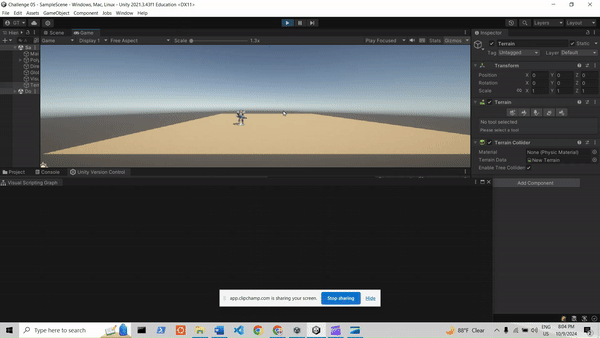 Challenge 05 - SampleScene - Windows, Mac, Linux - Unity 2021.3.43f1 Education <DX11>
File Edit Assets GameObject Component Jobs Window Help
GT
Layers Layout
Scene Game
Game Display 1 Free Aspect Scale 1.3x Play Focused Stats Gizmos
Inspector
Terrain Static
Tag Untagged Layer Default
Transform
Position X 0 Y 0 Z 0
Rotation X 0 Y 0 Z 0
Scale X 1 Y 1 Z 1
Terrain
No tool selected
Please select a tool
Terrain Collider
Material None (Physic Material)
Terrain Data New Terrain
Enable Tree Colliders
Add Component
Project Console Unity Version Control
Visual Scripting Graph
app.clipchamp.com is sharing your screen. Stop sharing Hide
Type here to search
88°F Clear
ENG
US
8:04 PM
10/9/2024